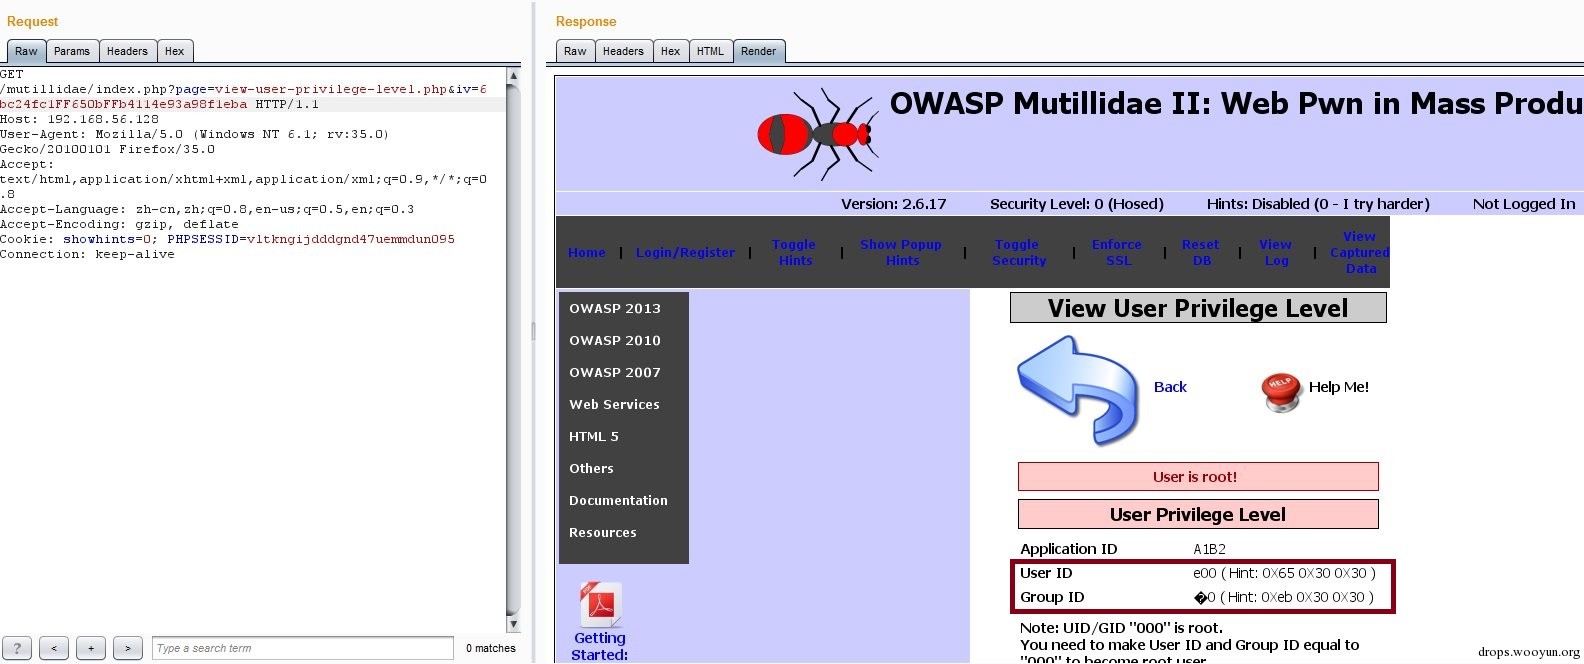 Request
Response
Raw
Params
Headers
Hex
Raw
Headers
Hex
HTML
Render
GET
/mutillidae/index.php?page=view-user-privilege-level.php&iv=6
bc24fc1FF650bFFb4114e93a98f1eba HTTP/1.1
Host: 192.168.56.128
User-Agent: Mozilla/5.0 (Windows NT 6.1; rv:35.0)
Gecko/20100101 Firefox/35.0
Accept:
text/html,application/xhtml+xml,application/xml;q=0.9,*/*;q=0
.8
Accept-Language: zh-cn,zh;q=0.8,en-us;q=0.5,en;q=0.3
Accept-Encoding: gzip, deflate
Cookie: showhints=0; PHPSESSID=vltkngijdddgnd47uemmdun095
Connection: keep-alive
?
<
+
>
Type a search term
0 matches
OWASP Mutillidae II: Web Pwn in Mass Produ
Version: 2.6.17
Security Level: 0 (Hosed)
Hints: Disabled (0 - I try harder)
Not Logged In
Home
Login/Register
Toggle
Hints
Show Popup
Hints
Toggle
Security
Enforce
SSL
Reset
DB
View
Log
View
Captured
Data
OWASP 2013
OWASP 2010
OWASP 2007
Web Services
HTML 5
Others
Documentation
Resources
Getting
Started:
View User Privilege Level
Back
HELP
Help Me!
User is root!
User Privilege Level
Application ID A1B2
User ID e00 ( Hint: 0X65 0X30 0X30 )
Group ID �0 ( Hint: 0Xeb 0X30 0X30 )
Note: UID/GID "000" is root.
You need to make User ID and Group ID equal to
"000" to become root user.
drops.wooyun.org